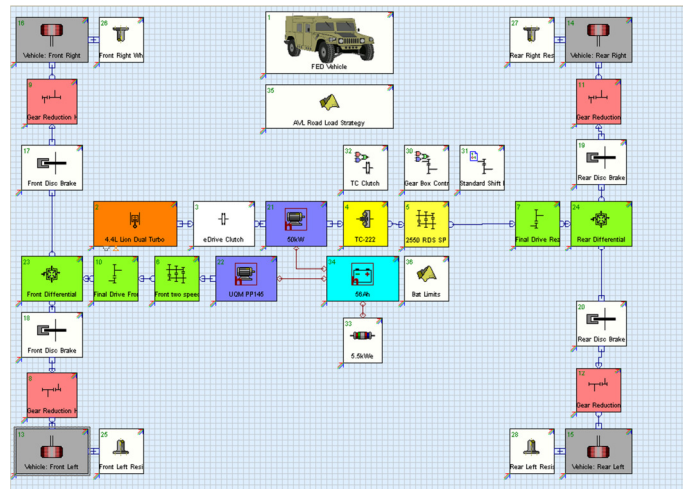 16
Vehicle: Front Right
26
Front Right Wh
1
FED Vehicle
27
Rear Right Res
14
Vehicle: Rear Right
9
Gear Reduction H
35
AVL Road Load Strategy
11
Gear Reduction
17
Front Disc Brake
32
TC Clutch
30
Gear Box Contr
31
Standard Shift I
19
Rear Disc Brake
2
4.4L Lion Dual Turbo
3
eDrive Clutch
21
50kW
4
TC-222
5
2550 RDS SP
7
Final Drive Rea
24
Rear Differential
23
Front Differential
10
Final Drive Fro
6
Front two speed
22
UQM PP145
34
56Ah
36
Bat Limits
18
Front Disc Brake
33
5.5kWe
20
Rear Disc Brake
Gear Reduction H
12
Gear Reduction
13
Vehicle: Front Left
25
Front Left Resi
28
Rear Left Resis
15
Vehicle: Rear Left